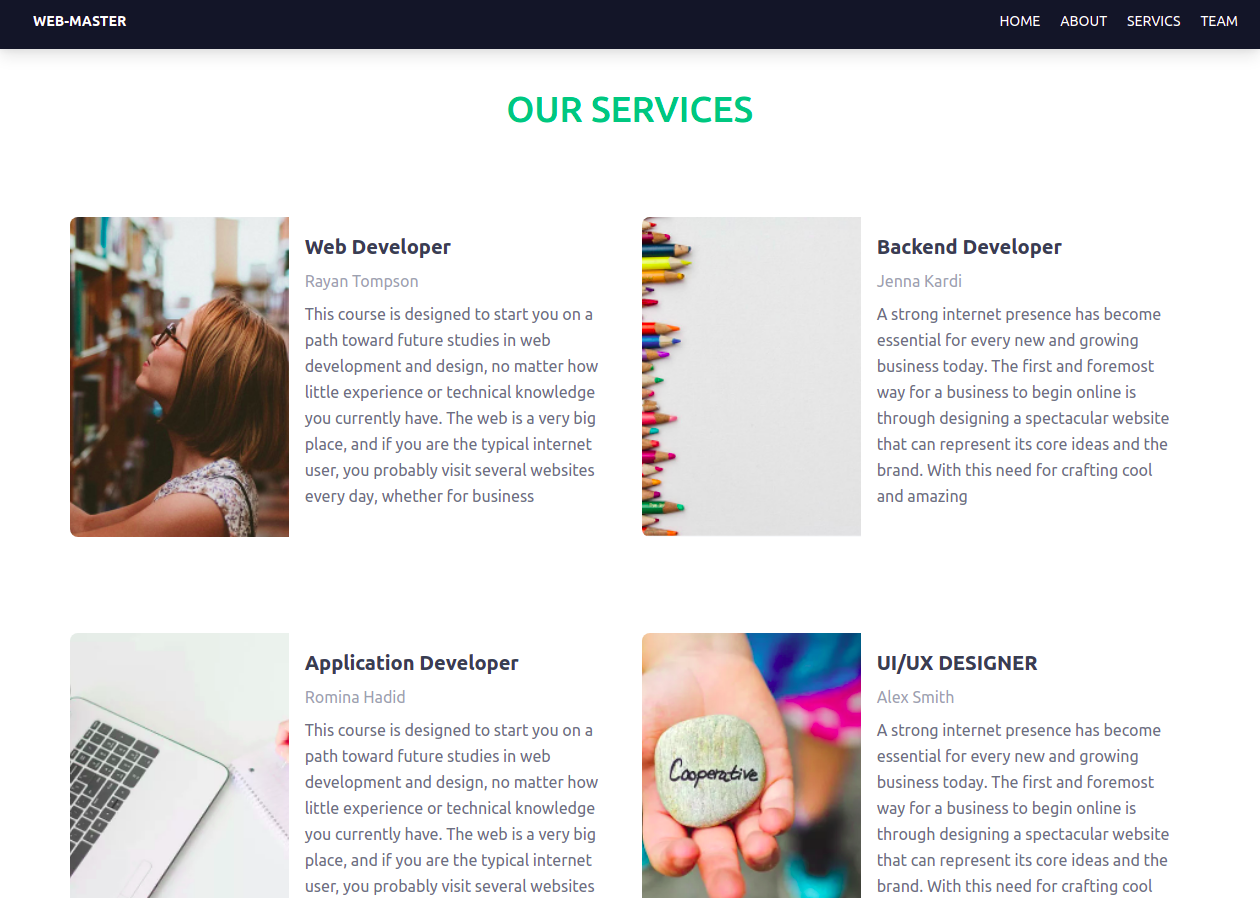 WEB-MASTER
HOME ABOUT SERVICS TEAM
OUR SERVICES
Web Developer
Rayan Tompson
This course is designed to start you on a
path toward future studies in web
development and design, no matter how
little experience or technical knowledge
you currently have. The web is a very big
place, and if you are the typical internet
user, you probably visit several websites
every day, whether for business
Backend Developer
Jenna Kardi
A strong internet presence has become
essential for every new and growing
business today. The first and foremost
way for a business to begin online is
through designing a spectacular website
that can represent its core ideas and the
brand. With this need for crafting cool
and amazing
Application Developer
Romina Hadid
This course is designed to start you on a
path toward future studies in web
development and design, no matter how
little experience or technical knowledge
you currently have. The web is a very big
place, and if you are the typical internet
user, you probably visit several websites
Cooperative
UI/UX DESIGNER
Alex Smith
A strong internet presence has become
essential for every new and growing
business today. The first and foremost
way for a business to begin online is
through designing a spectacular website
that can represent its core ideas and the
brand. With this need for crafting cool